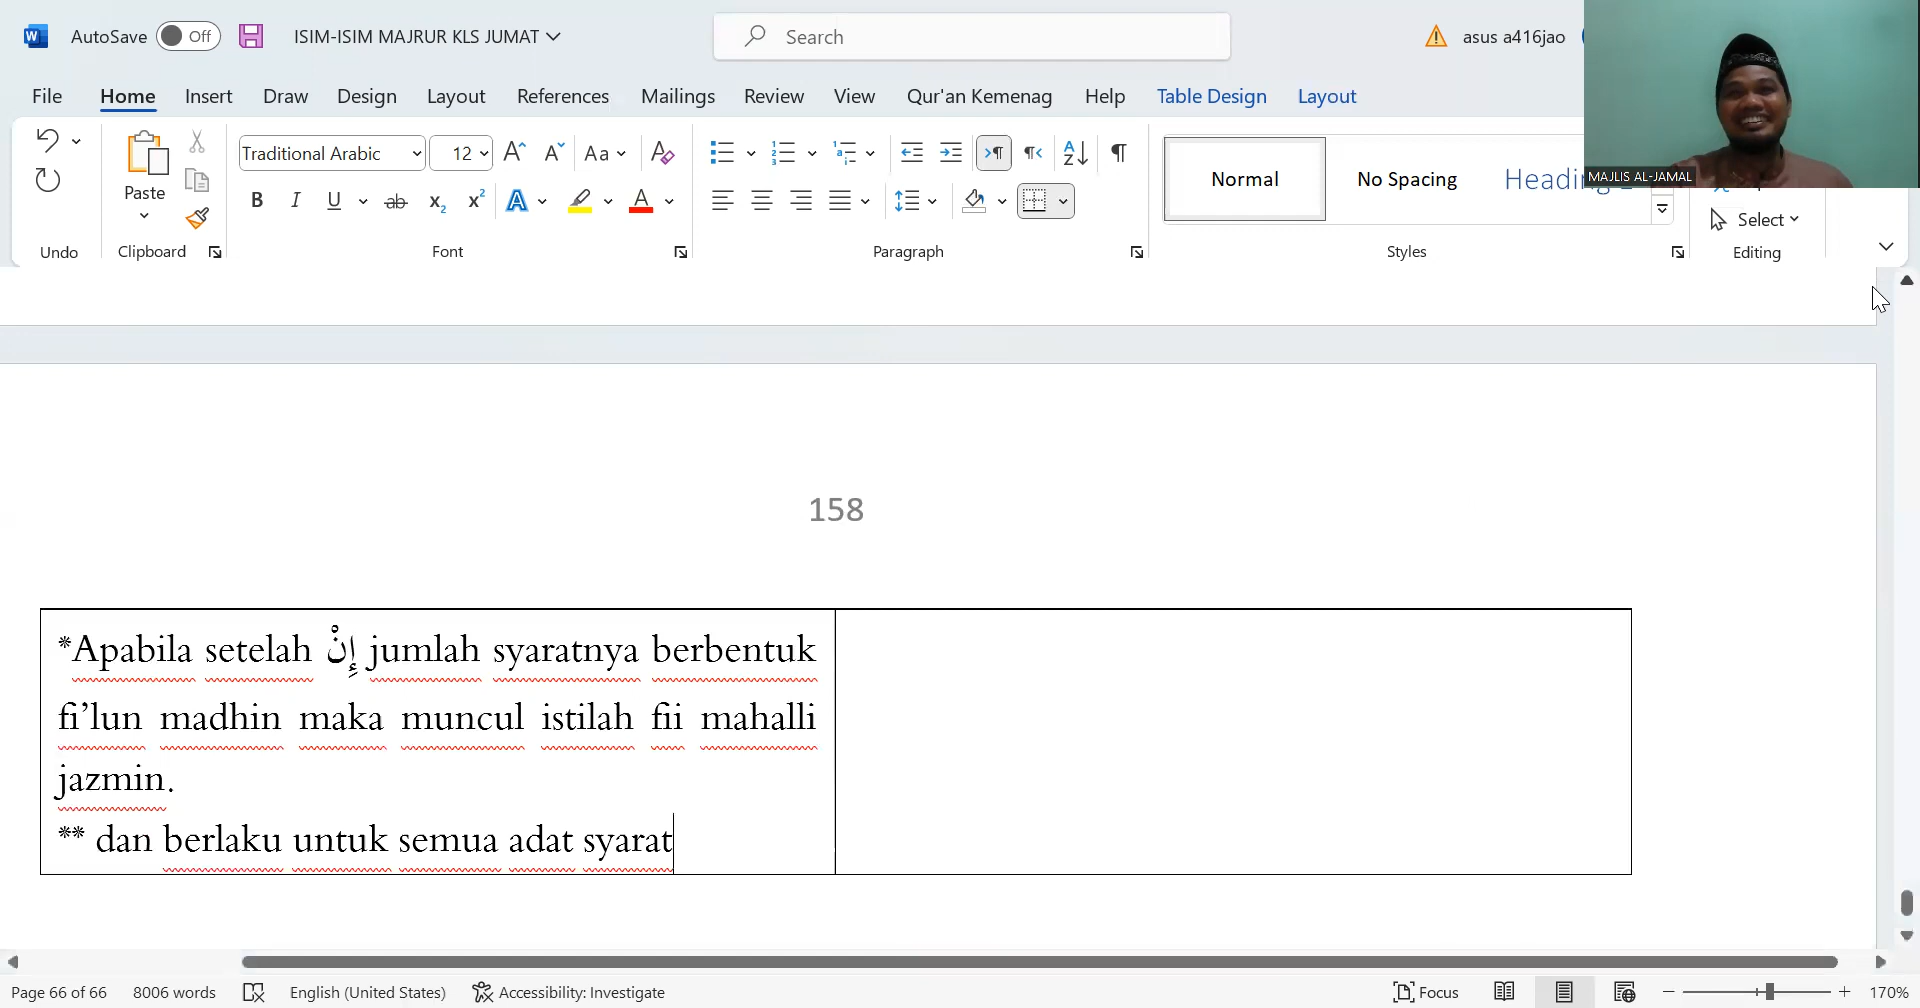 AutoSave Off ISIM-ISIM MAJRUR KLS JUMAT Search asus a416jao
File Home Insert Draw Design Layout References Mailings Review View Qur'an Kemenag Help Table Design Layout
Traditional Arabic 12
Paste
Normal No Spacing
MAJLIS AL-JAMAL
Select
Undo Clipboard Font Paragraph Styles Editing
158
*Apabila setelah إِنْ jumlah syaratnya berbentuk
fi’lun madhin maka muncul istilah fii mahalli
jazmin.
** dan berlaku untuk semua adat syarat
Page 66 of 66 8006 words English (United States) Accessibility: Investigate Focus 170%